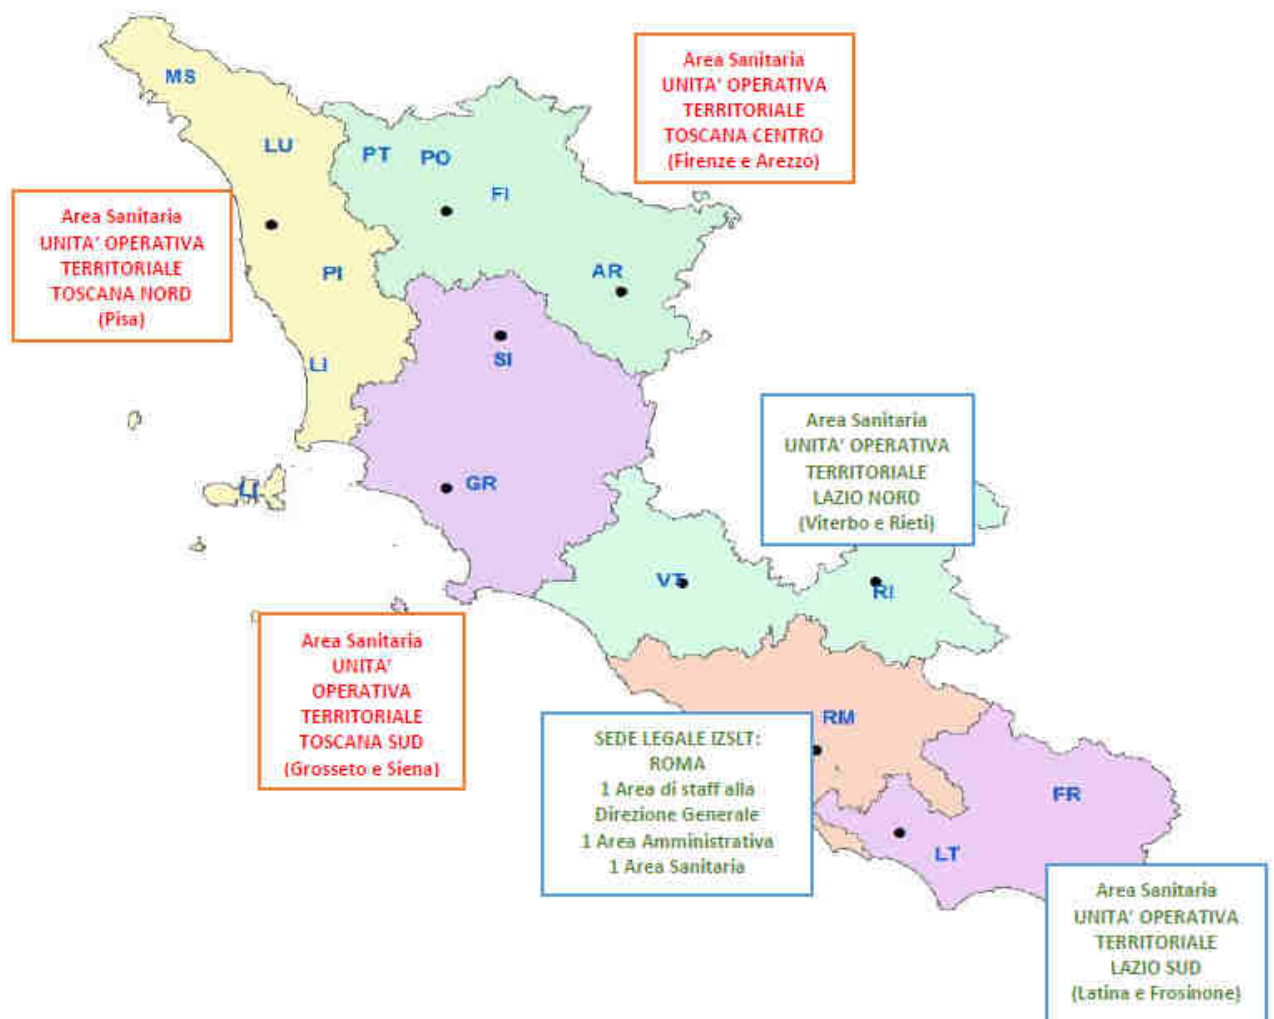 MS
LU
PI
LI
LI
PT
PO
FI
AR
SI
GR
VT
RI
RM
FR
LT
Area Sanitaria
UNITA' OPERATIVA
TERRITORIALE
TOSCANA CENTRO
(Firenze e Arezzo)
Area Sanitaria
UNITA' OPERATIVA
TERRITORIALE
TOSCANA NORD
(Pisa)
Area Sanitaria
UNITA' OPERATIVA
TERRITORIALE
LAZIO NORD
(Viterbo e Rieti)
Area Sanitaria
UNITA'
OPERATIVA
TERRITORIALE
TOSCANA SUD
(Grosseto e Siena)
SEDE LEGALE IZSLT:
ROMA
1 Area di staff alla
Direzione Generale
1 Area Amministrativa
1 Area Sanitaria
Area Sanitaria
UNITA' OPERATIVA
TERRITORIALE
LAZIO SUD
(Latina e Frosinone)